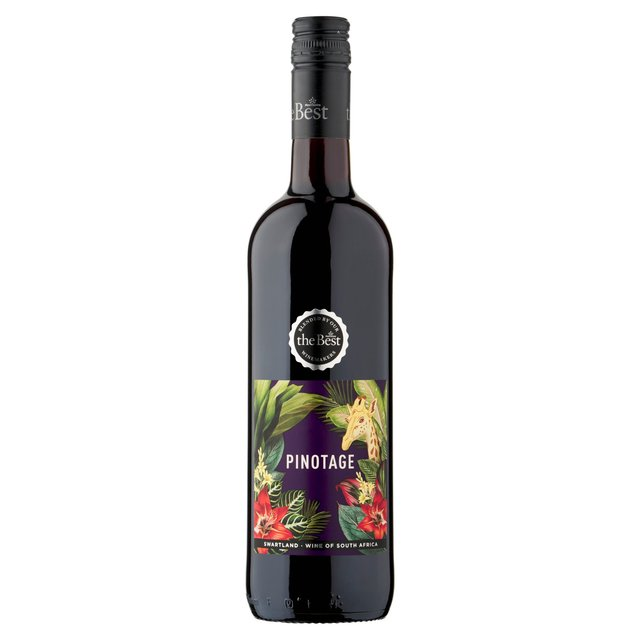 the Best
BLENDED BY OUR
the Best
WINEMAKERS
PINOTAGE
SWARTLAND - WINE OF SOUTH AFRICA